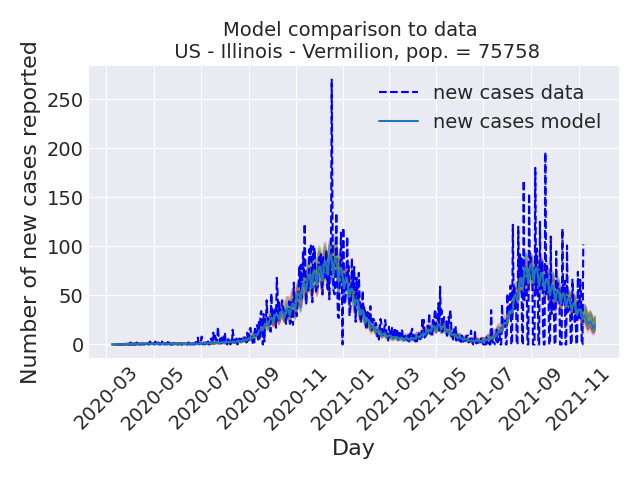 Model comparison to data
US - Illinois - Vermilion, pop. = 75758
Number of new cases reported
250
200
150
100
50
0
new cases data
new cases model
2020-03
2020-05
2020-07
2020-09
2020-11
2021-01
2021-03
2021-05
2021-07
2021-09
2021-11
Day